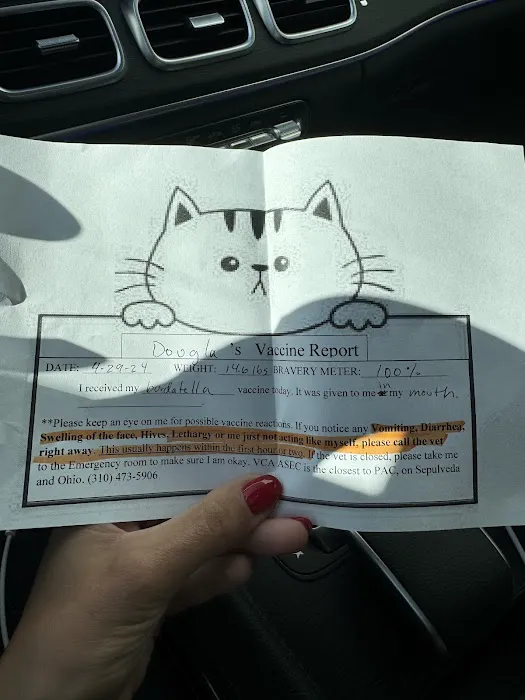 Dougla 's Vaccine Report
DATE: 4-29-24 WEIGHT: 146 lbs BRAVERY METER: 100%
I received my bordatella vaccine today. It was given to me in my mouth.
**Please keep an eye on me for possible vaccine reactions. If you notice any Vomiting, Diarrhea,
Swelling of the face, Hives, Lethargy or me just not acting like myself, please call the vet
right away. This usually happens within the first hour or two. If the vet is closed, please take me
to the Emergency room to make sure I am okay. VCA ASEC is the closest to PAC, on Sepulveda
and Ohio. (310) 473-5906